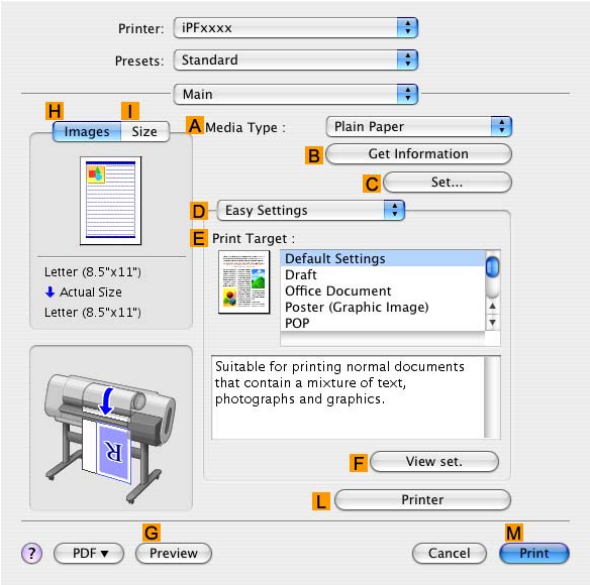 Printer: iPFxxxx
Presets: Standard
Main
H I
Images Size
A Media Type : Plain Paper
B Get Information
C Set...
D Easy Settings
E Print Target :
Default Settings
Draft
Office Document
Poster (Graphic Image)
POP
Letter (8.5"x11")
Actual Size
Letter (8.5"x11")
Suitable for printing normal documents
that contain a mixture of text,
photographs and graphics.
R
F View set.
L Printer
G M
? PDF▼ Preview Cancel Print